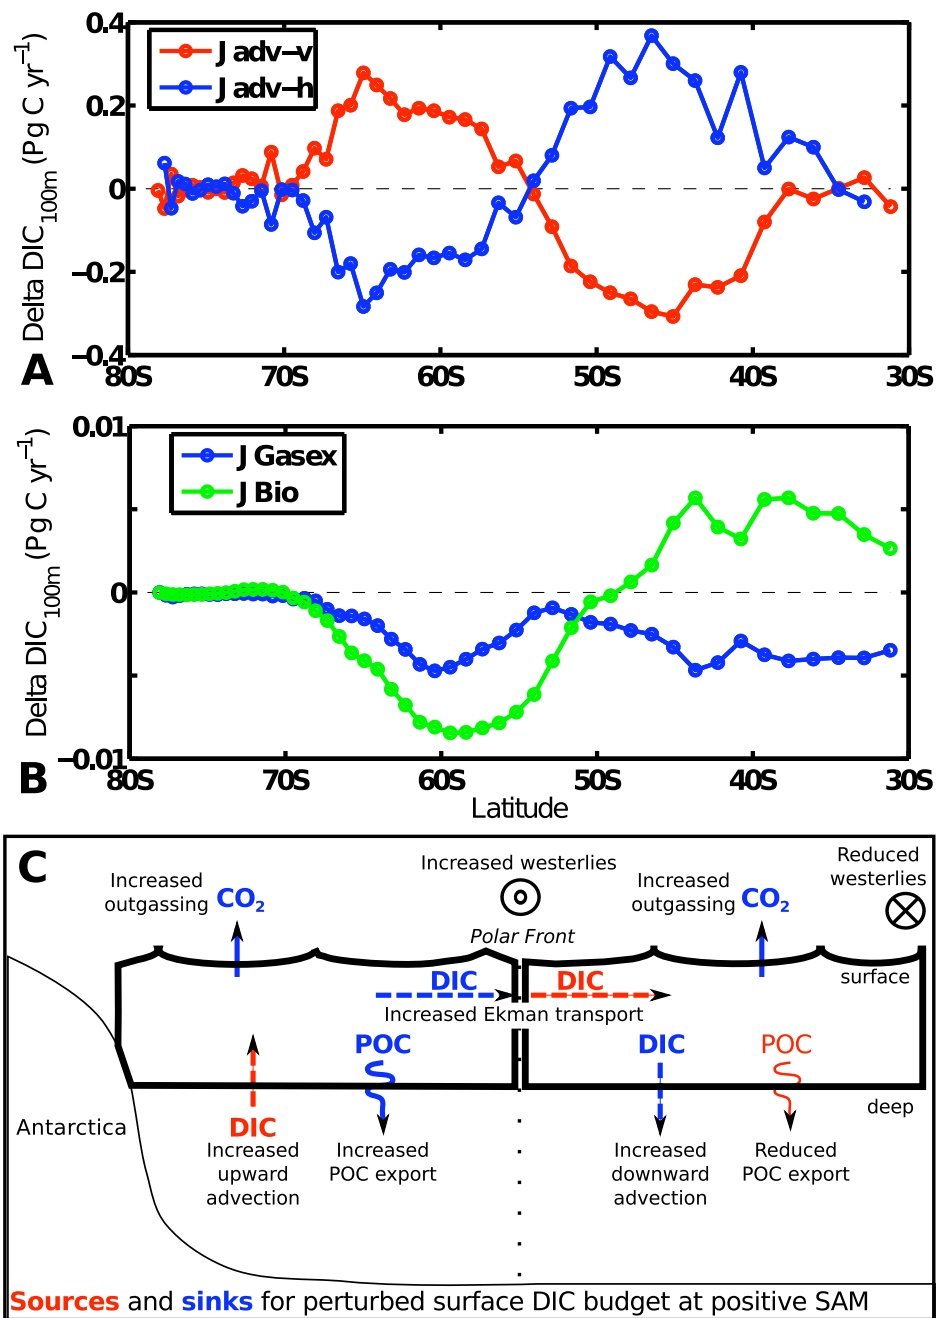 Delta DIC100m (Pg C yr−1)
0.4
0.2
0
−0.2
−0.4
J adv−v
J adv−h
A
80S 70S 60S 50S 40S 30S
Delta DIC100m (Pg C yr−1)
0.01
0
−0.01
J Gasex
J Bio
B
80S 70S 60S 50S 40S 30S
Latitude
C
Increased
outgassing
CO2
Increased westerlies
Polar Front
Increased
outgassing
CO2
Reduced
westerlies
surface
DIC
DIC
Increased Ekman transport
POC
DIC
POC
deep
Antarctica
DIC
Increased
upward
advection
Increased
POC export
Increased
downward
advection
Reduced
POC export
Sources and sinks for perturbed surface DIC budget at positive SAM